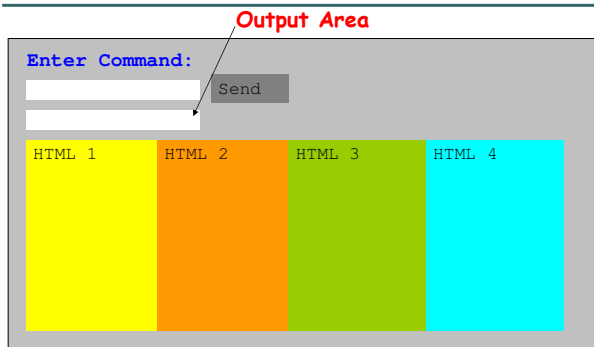 Output Area
Enter Command:
Send
HTML 1 HTML 2 HTML 3 HTML 4